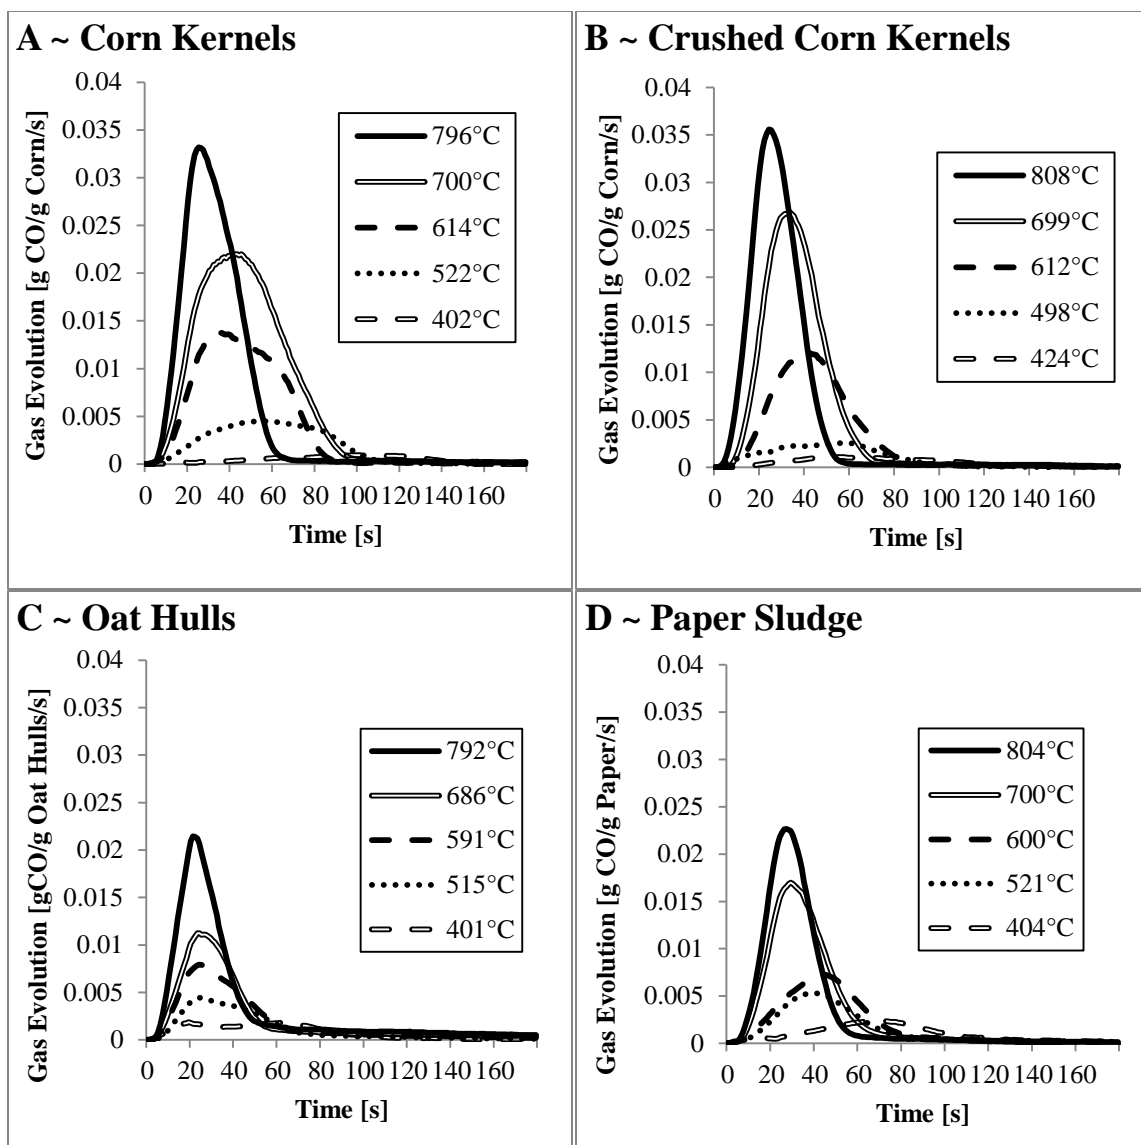 A ~ Corn Kernels
Gas Evolution [g CO/g Corn/s]
0.04
0.035
0.03
0.025
0.02
0.015
0.01
0.005
0
796°C
700°C
614°C
522°C
402°C
0 20 40 60 80 100 120 140 160
Time [s]
B ~ Crushed Corn Kernels
Gas Evolution [g CO/g Corn/s]
0.04
0.035
0.03
0.025
0.02
0.015
0.01
0.005
0
808°C
699°C
612°C
498°C
424°C
0 20 40 60 80 100 120 140 160
Time [s]
C ~ Oat Hulls
Gas Evolution [gCO/g Oat Hulls/s]
0.04
0.035
0.03
0.025
0.02
0.015
0.01
0.005
0
792°C
686°C
591°C
515°C
401°C
0 20 40 60 80 100 120 140 160
Time [s]
D ~ Paper Sludge
Gas Evolution [g CO/g Paper/s]
0.04
0.035
0.03
0.025
0.02
0.015
0.01
0.005
0
804°C
700°C
600°C
521°C
404°C
0 20 40 60 80 100 120 140 160
Time [s]